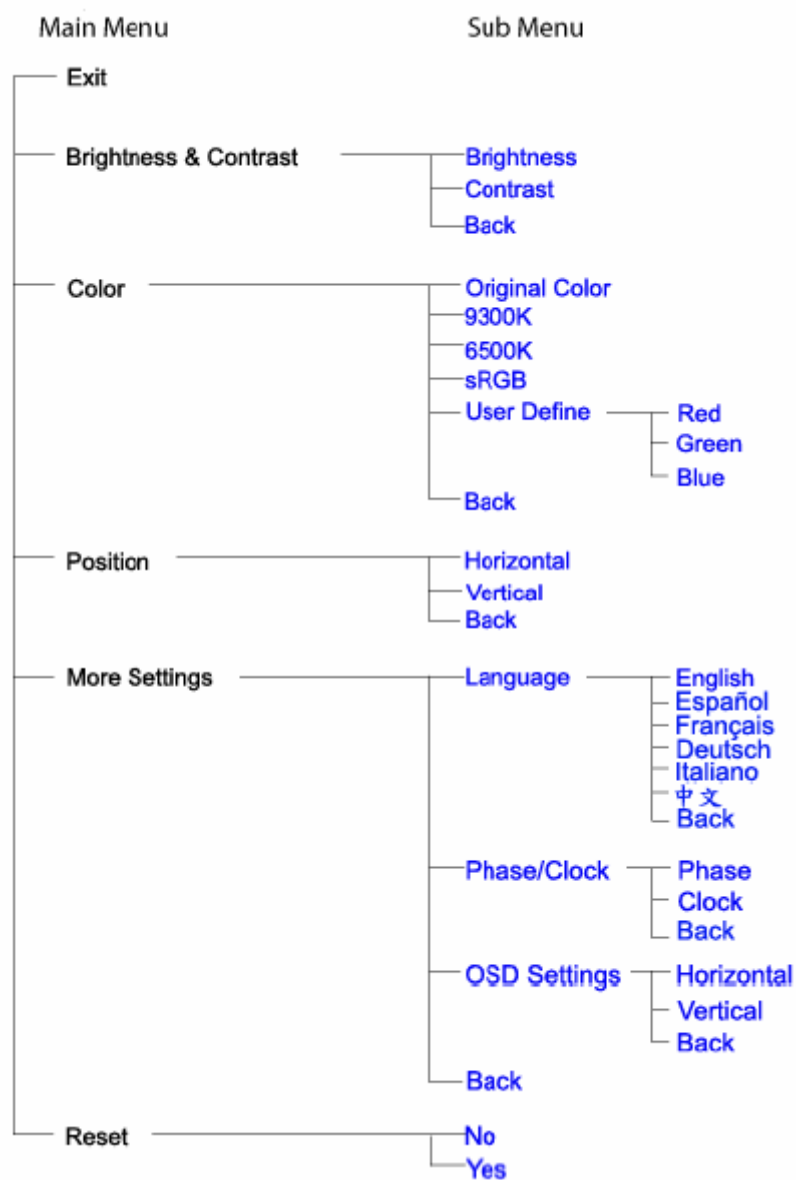 Main Menu Sub Menu
Exit
Brightness & Contrast Brightness
Contrast
Back
Color Original Color
9300K
6500K
sRGB
User Define Red
Green
Blue
Back
Position Horizontal
Vertical
Back
More Settings Language English
Español
Français
Deutsch
Italiano
中文
Back
Phase/Clock Phase
Clock
Back
OSD Settings Horizontal
Vertical
Back
Back
Reset No
Yes